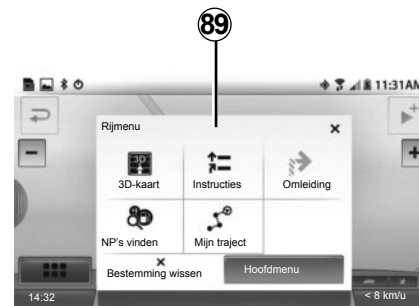 89
11:31AM
Rijmenu
3D-kaart
Instructies
Omleiding
NP's vinden
Mijn traject
Bestemming wissen
Hoofdmenu
14:32
< 8 km/u